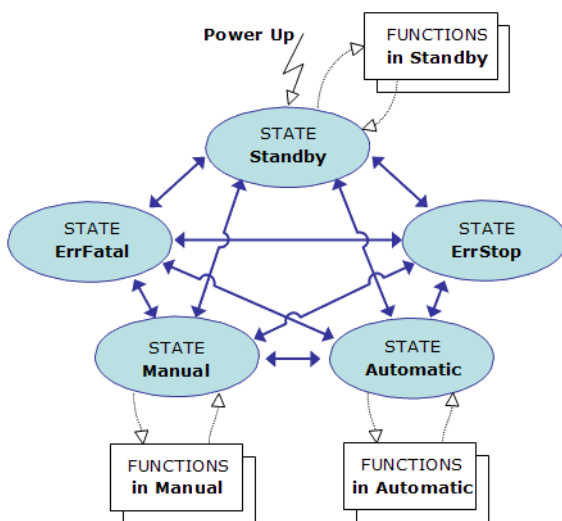 Power Up
FUNCTIONS
in Standby
STATE
Standby
STATE
ErrFatal
STATE
ErrStop
STATE
Manual
STATE
Automatic
FUNCTIONS
in Manual
FUNCTIONS
in Automatic